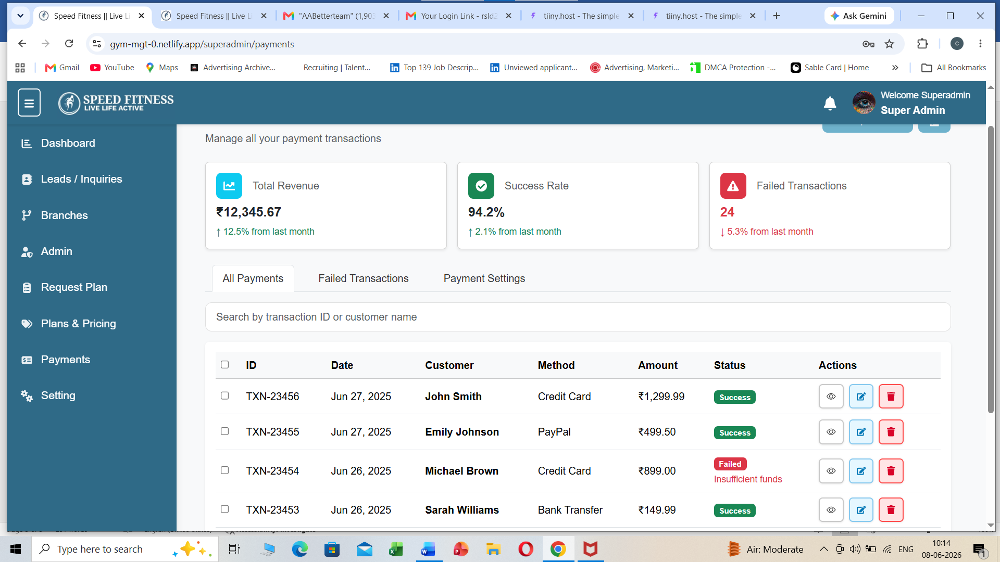 Speed Fitness || Live Li
Speed Fitness || Live Li
"AABetterteam" (1,903
Your Login Link - rsld2
tiiny.host - The simple
tiiny.host - The simple
Ask Gemini
gym-mgt-0.netlify.app/superadmin/payments
C
Gmail
YouTube
Maps
Advertising Archive...
Recruiting | Talent...
Top 139 Job Descrip...
Unviewed applicant...
Advertising, Marketi...
DMCA Protection -...
Sable Card | Home
All Bookmarks
SPEED FITNESS
LIVE LIFE ACTIVE
Welcome Superadmin
Super Admin
Dashboard
Leads / Inquiries
Branches
Admin
Request Plan
Plans & Pricing
Payments
Setting
Manage all your payment transactions
Total Revenue
₹12,345.67
↑ 12.5% from last month
Success Rate
94.2%
↑ 2.1% from last month
Failed Transactions
24
↓ 5.3% from last month
All Payments
Failed Transactions
Payment Settings
Search by transaction ID or customer name
ID Date Customer Method Amount Status Actions
TXN-23456 Jun 27, 2025 John Smith Credit Card ₹1,299.99 Success
TXN-23455 Jun 27, 2025 Emily Johnson PayPal ₹499.50 Success
TXN-23454 Jun 26, 2025 Michael Brown Credit Card ₹899.00 Failed
Insufficient funds
TXN-23453 Jun 26, 2025 Sarah Williams Bank Transfer ₹149.99 Success
Type here to search
Air: Moderate
ENG
10:14
08-06-2026
1